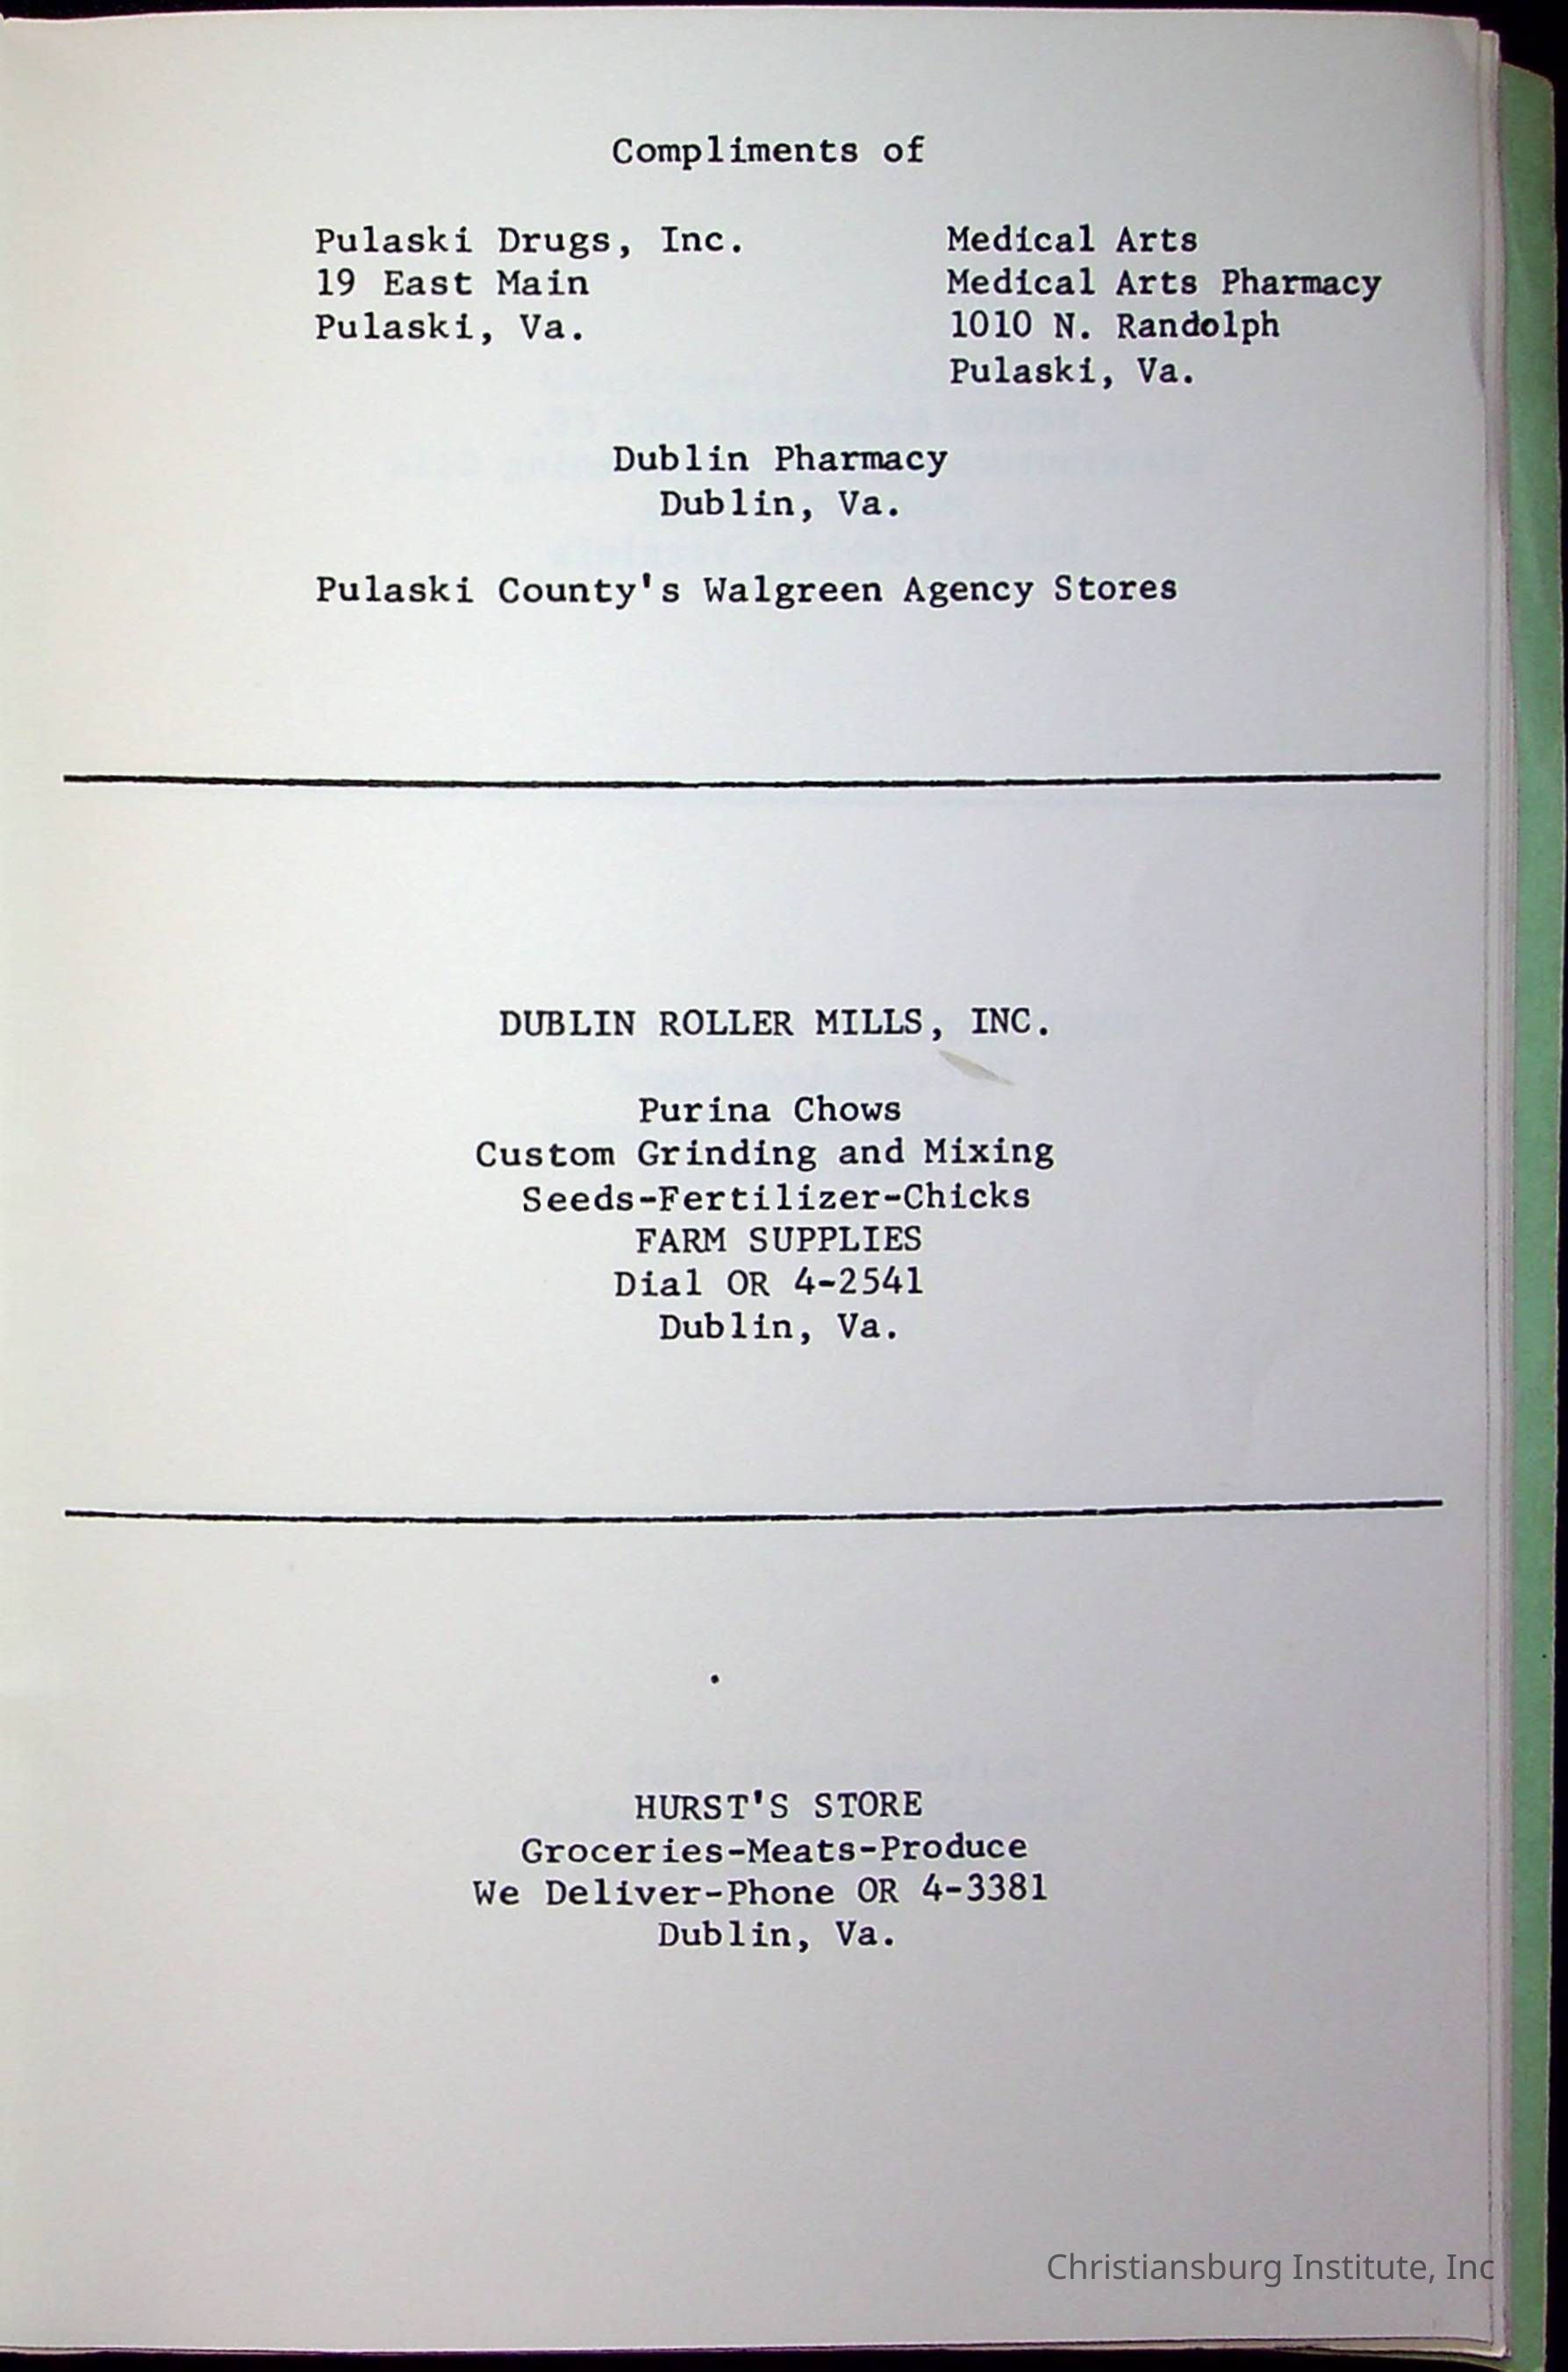 Compliments of
Pulaski Drugs, Inc.
19 East Main
Pulaski, Va.
Medical Arts
Medical Arts Pharmacy
1010 N. Randolph
Pulaski, Va.
Dublin Pharmacy
Dublin, Va.
Pulaski County's Walgreen Agency Stores
DUBLIN ROLLER MILLS, INC.
Purina Chows
Custom Grinding and Mixing
Seeds-Fertilizer-Chicks
FARM SUPPLIES
Dial OR 4-2541
Dublin, Va.
HURST'S STORE
Groceries-Meats-Produce
We Deliver-Phone OR 4-3381
Dublin, Va.
Christiansburg Institute, Inc